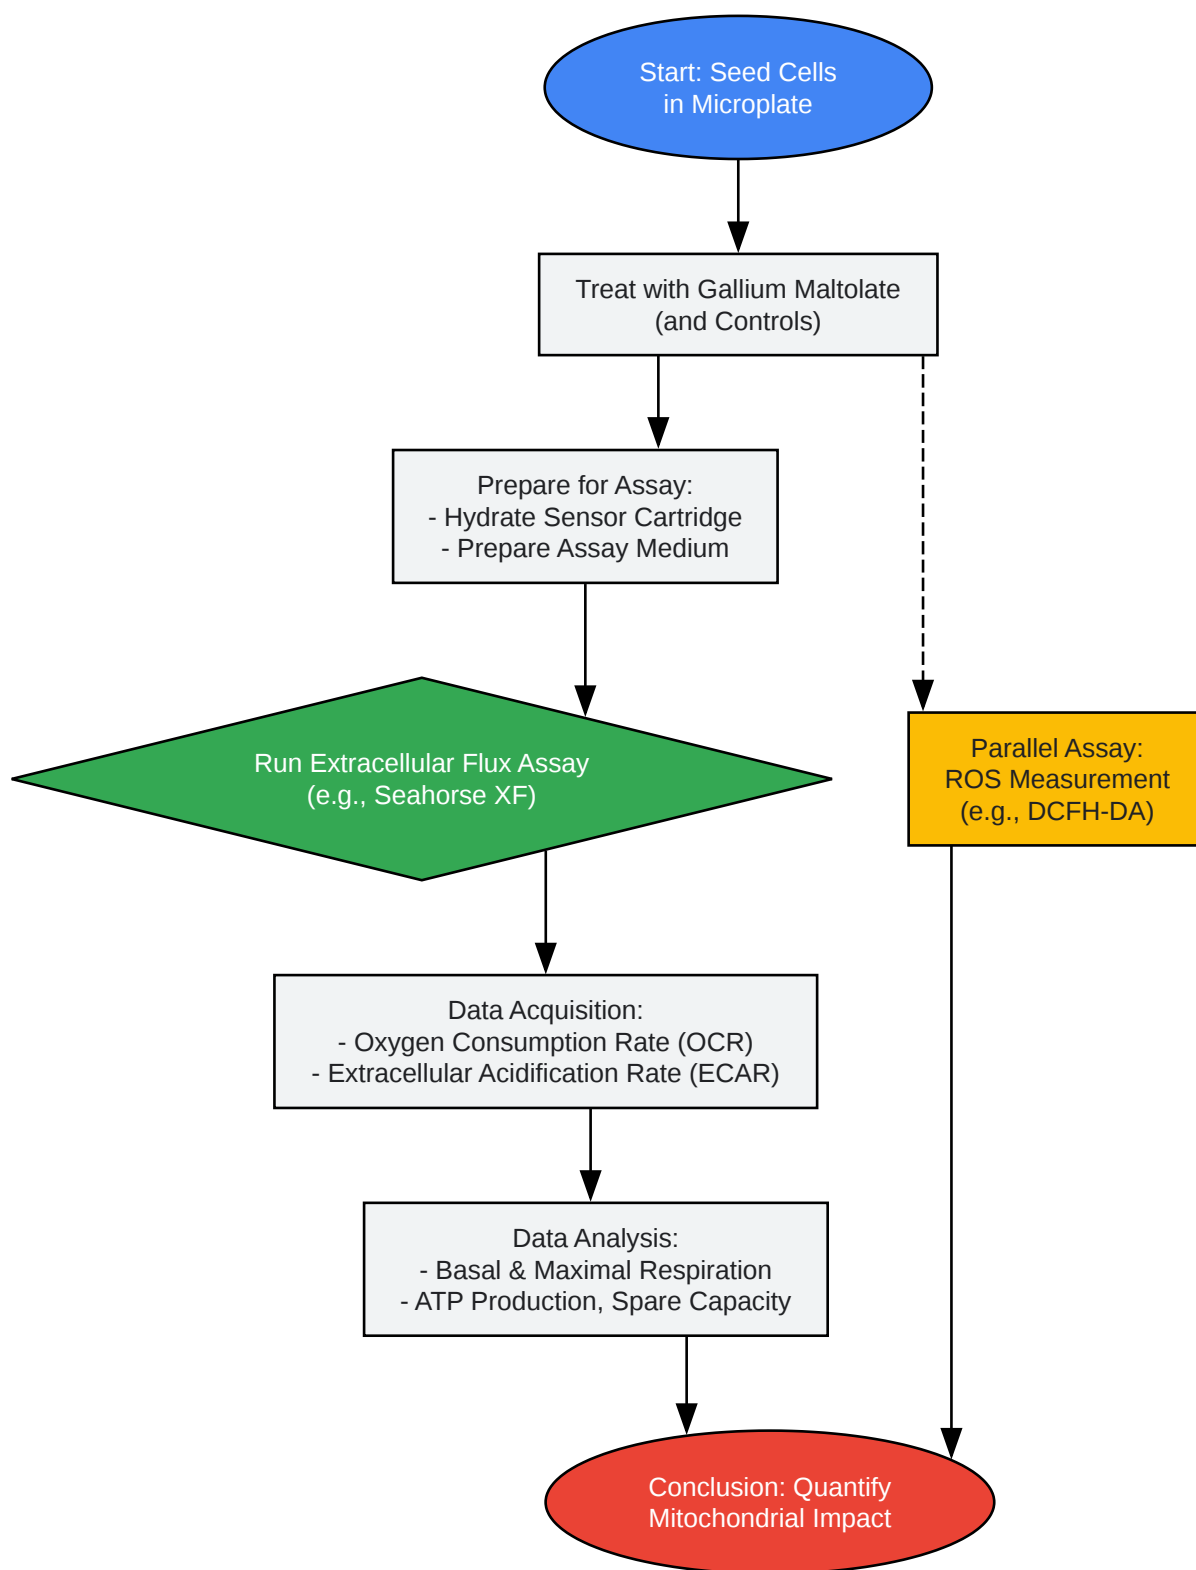 Start: Seed Cells
in Microplate
Treat with Gallium Maltolate
(and Controls)
Prepare for Assay:
- Hydrate Sensor Cartridge
- Prepare Assay Medium
Run Extracellular Flux Assay
(e.g., Seahorse XF)
Parallel Assay:
ROS Measurement
(e.g., DCFH-DA)
Data Acquisition:
- Oxygen Consumption Rate (OCR)
- Extracellular Acidification Rate (ECAR)
Data Analysis:
- Basal & Maximal Respiration
- ATP Production, Spare Capacity
Conclusion: Quantify
Mitochondrial Impact